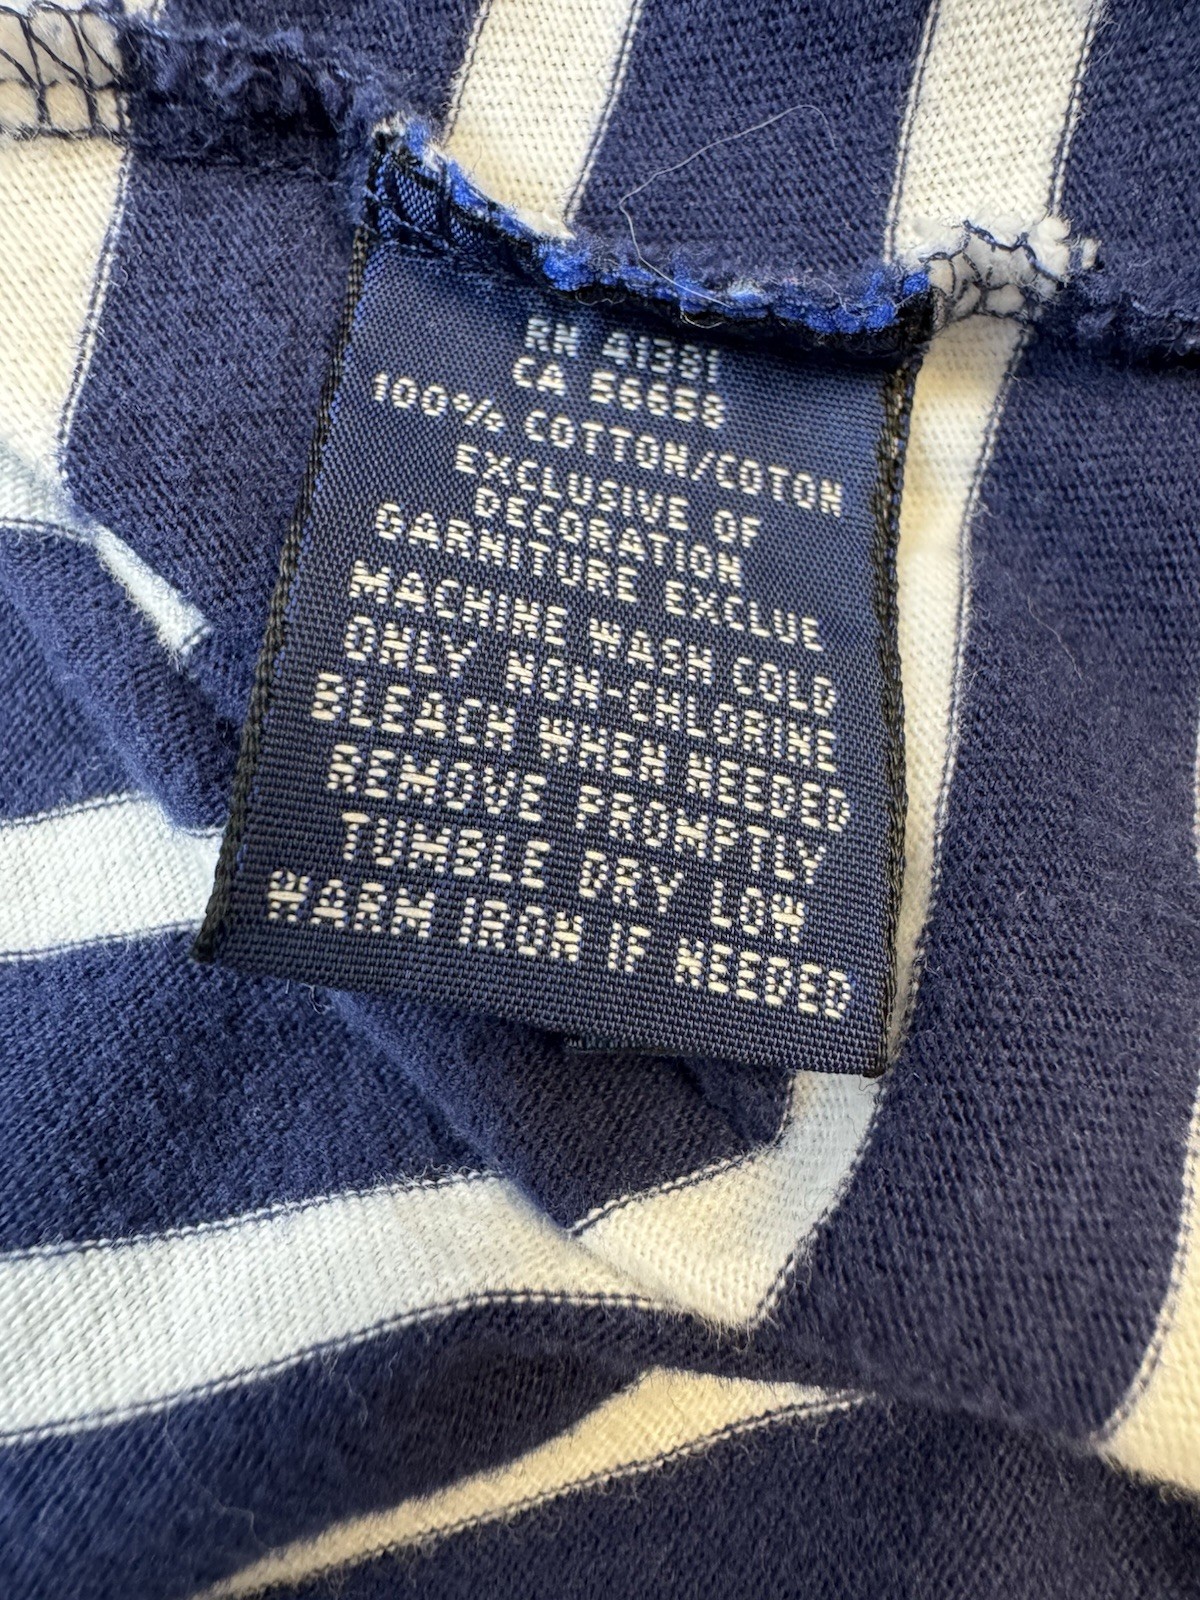 RN 41381
CA 56658
100% COTTON/COTON
EXCLUSIVE OF
DECORATION
GARNITURE EXCLUE
MACHINE WASH COLD
ONLY NON-CHLORINE
BLEACH WHEN NEEDED
REMOVE PROMPTLY
TUMBLE DRY LOW
WARM IRON IF NEEDED